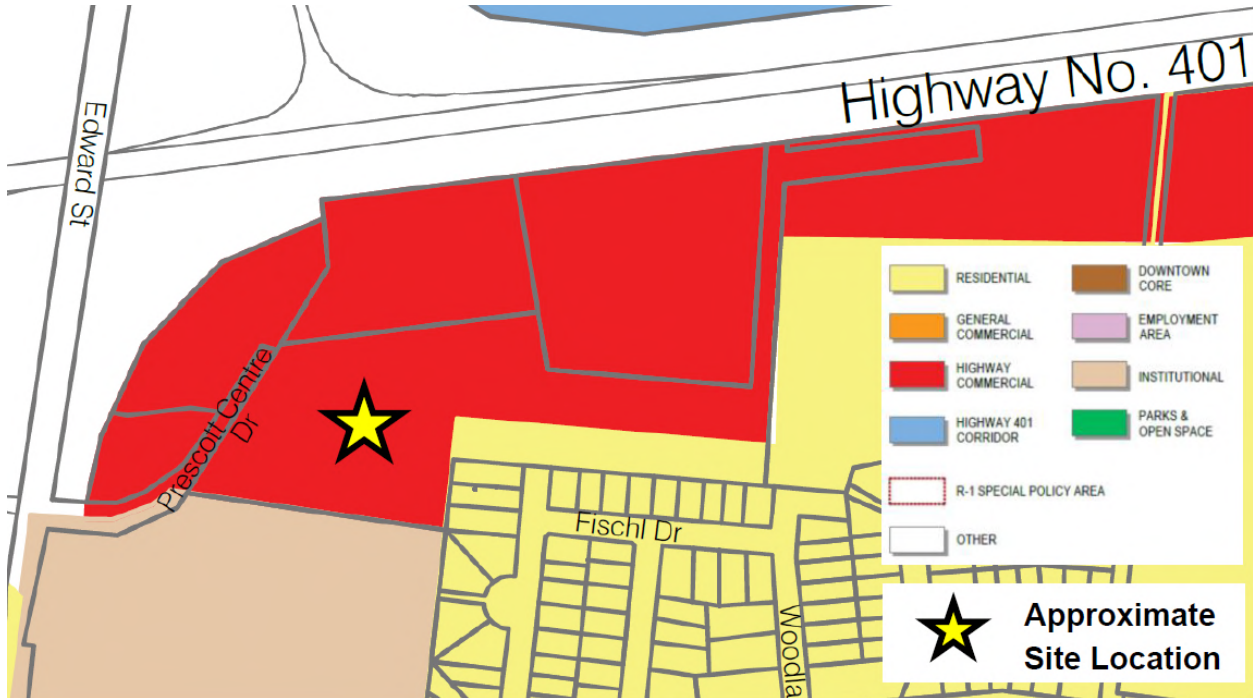 Highway No. 401
Edward St
Prescott Centre
Dr
Fischl Dr
Woodla
RESIDENTIAL
GENERAL
COMMERCIAL
HIGHWAY
COMMERCIAL
HIGHWAY 401
CORRIDOR
DOWNTOWN
CORE
EMPLOYMENT
AREA
INSTITUTIONAL
PARKS &
OPEN SPACE
R-1 SPECIAL POLICY AREA
OTHER
Approximate
Site Location